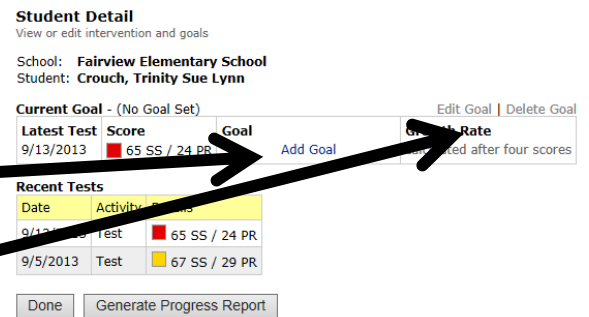 Student Detail
View or edit intervention and goals
School: Fairview Elementary School
Student: Crouch, Trinity Sue Lynn
Current Goal - (No Goal Set) Edit Goal | Delete Goal
Latest Test Score Goal Rate
9/13/2013 65 SS / 24 PR Add Goal after four scores
Recent Tests
Date Activity
Test 65 SS / 24 PR
9/5/2013 Test 67 SS / 29 PR
Done Generate Progress Report